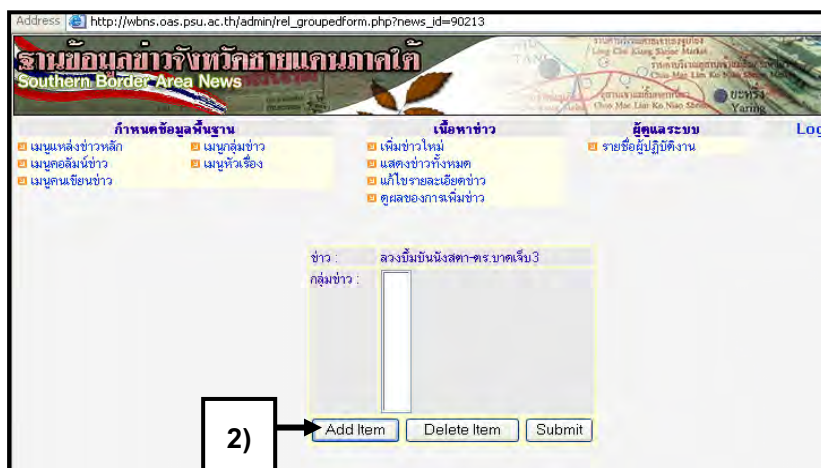 Address http://wbns.oas.psu.ac.th/admin/rel_groupedform.php?news_id=90213
ฐานข้อมูลข่าวจังหวัดชายแดนภาคใต้
Southern Border Area News
Yaring
กำหนดข้อมูลพื้นฐาน เนื้อหาข่าว ผู้ดูแลระบบ Log
เมนูแหล่งข่าวหลัก เมนูกลุ่มข่าว เพิ่มข่าวใหม่ รายชื่อผู้ปฏิบัติงาน
เมนูคอลัมน์ข่าว เมนูหัวเรื่อง แสดงข่าวทั้งหมด
เมนูคนเขียนข่าว แก้ไขรายละเอียดข่าว
ดูผลของการเพิ่มข่าว
ข่าว : ลวงบึ้มบันนังสตา-ตร.บาดเจ็บ3
กลุ่มข่าว :
2) Add Item Delete Item Submit